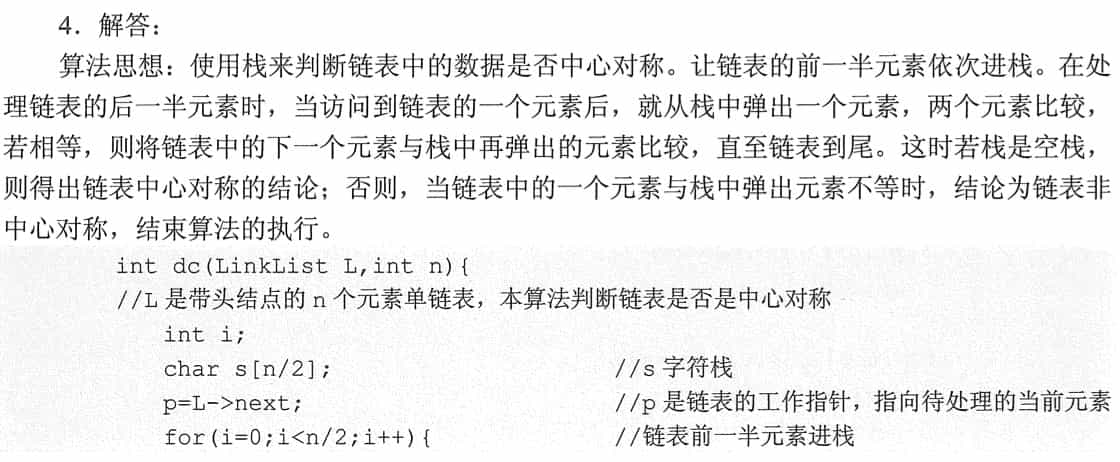 4．解答：
算法思想：使用栈来判断链表中的数据是否中心对称。让链表的前一半元素依次进栈。在处
理链表的后一半元素时，当访问到链表的一个元素后，就从栈中弹出一个元素，两个元素比较，
若相等，则将链表中的下一个元素与栈中再弹出的元素比较，直至链表到尾。这时若栈是空栈，
则得出链表中心对称的结论；否则，当链表中的一个元素与栈中弹出元素不等时，结论为链表非
中心对称，结束算法的执行。
int dc(LinkList L,int n){
//L 是带头结点的 n 个元素单链表，本算法判断链表是否是中心对称
int i;
char s[n/2]; //s 字符栈
p=L->next; //p 是链表的工作指针，指向待处理的当前元素
for(i=0;i<n/2;i++){ //链表前一半元素进栈